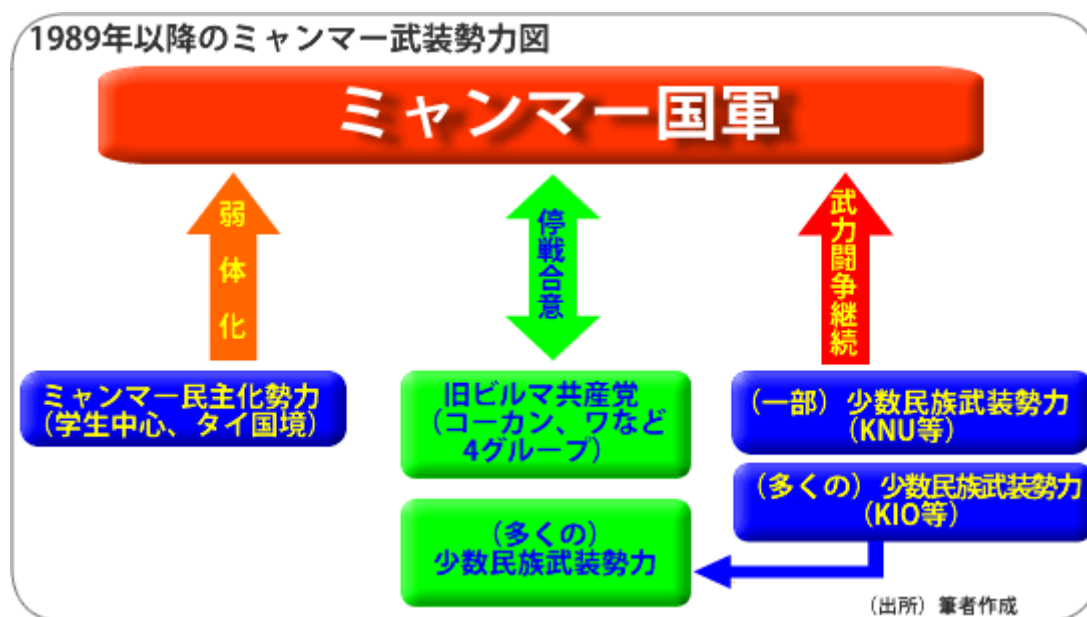 1989年以降のミャンマー武装勢力図
ミャンマー国軍
弱体化
停戦合意
武力闘争継続
ミャンマー民主化勢力
（学生中心、タイ国境）
旧ビルマ共産党
（コーカン、ワなど
4グループ）
（多くの）
少数民族武装勢力
（一部）少数民族武装勢力
（KNU等）
（多くの）少数民族武装勢力
（KIO等）
（出所）筆者作成